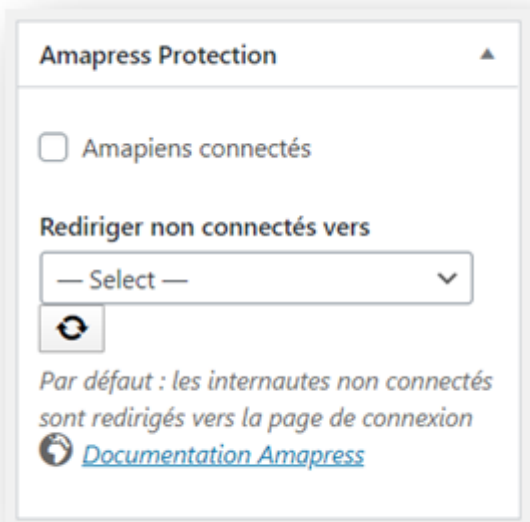 Amapress Protection
Amapiens connectés
Rediriger non connectés vers
— Select —
Par défaut : les internautes non connectés
sont redirigés vers la page de connexion
Documentation Amapress